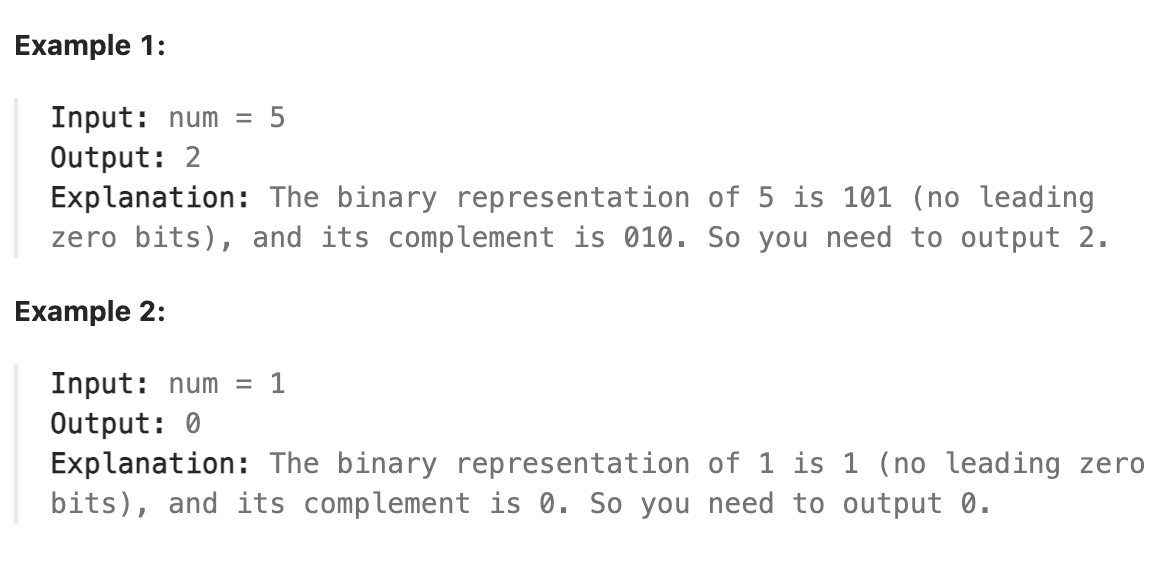 Example 1:
Input: num = 5
Output: 2
Explanation: The binary representation of 5 is 101 (no leading
zero bits), and its complement is 010. So you need to output 2.
Example 2:
Input: num = 1
Output: 0
Explanation: The binary representation of 1 is 1 (no leading zero
bits), and its complement is 0. So you need to output 0.